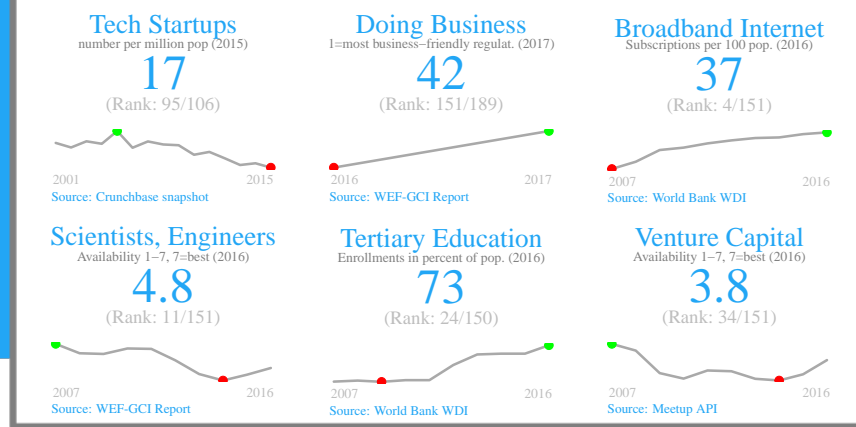 Tech Startups
number per million pop (2015)
17
(Rank: 95/106)
2001 2015
Source: Crunchbase snapshot
Doing Business
1=most business−friendly regulat. (2017)
42
(Rank: 151/189)
2016 2017
Source: WEF-GCI Report
Broadband Internet
Subscriptions per 100 pop. (2016)
37
(Rank: 4/151)
2007 2016
Source: World Bank WDI
Scientists, Engineers
Availability 1−7, 7=best (2016)
4.8
(Rank: 11/151)
2007 2016
Source: WEF-GCI Report
Tertiary Education
Enrollments in percent of pop. (2016)
73
(Rank: 24/150)
2007 2016
Source: World Bank WDI
Venture Capital
Availability 1−7, 7=best (2016)
3.8
(Rank: 34/151)
2007 2016
Source: Meetup API